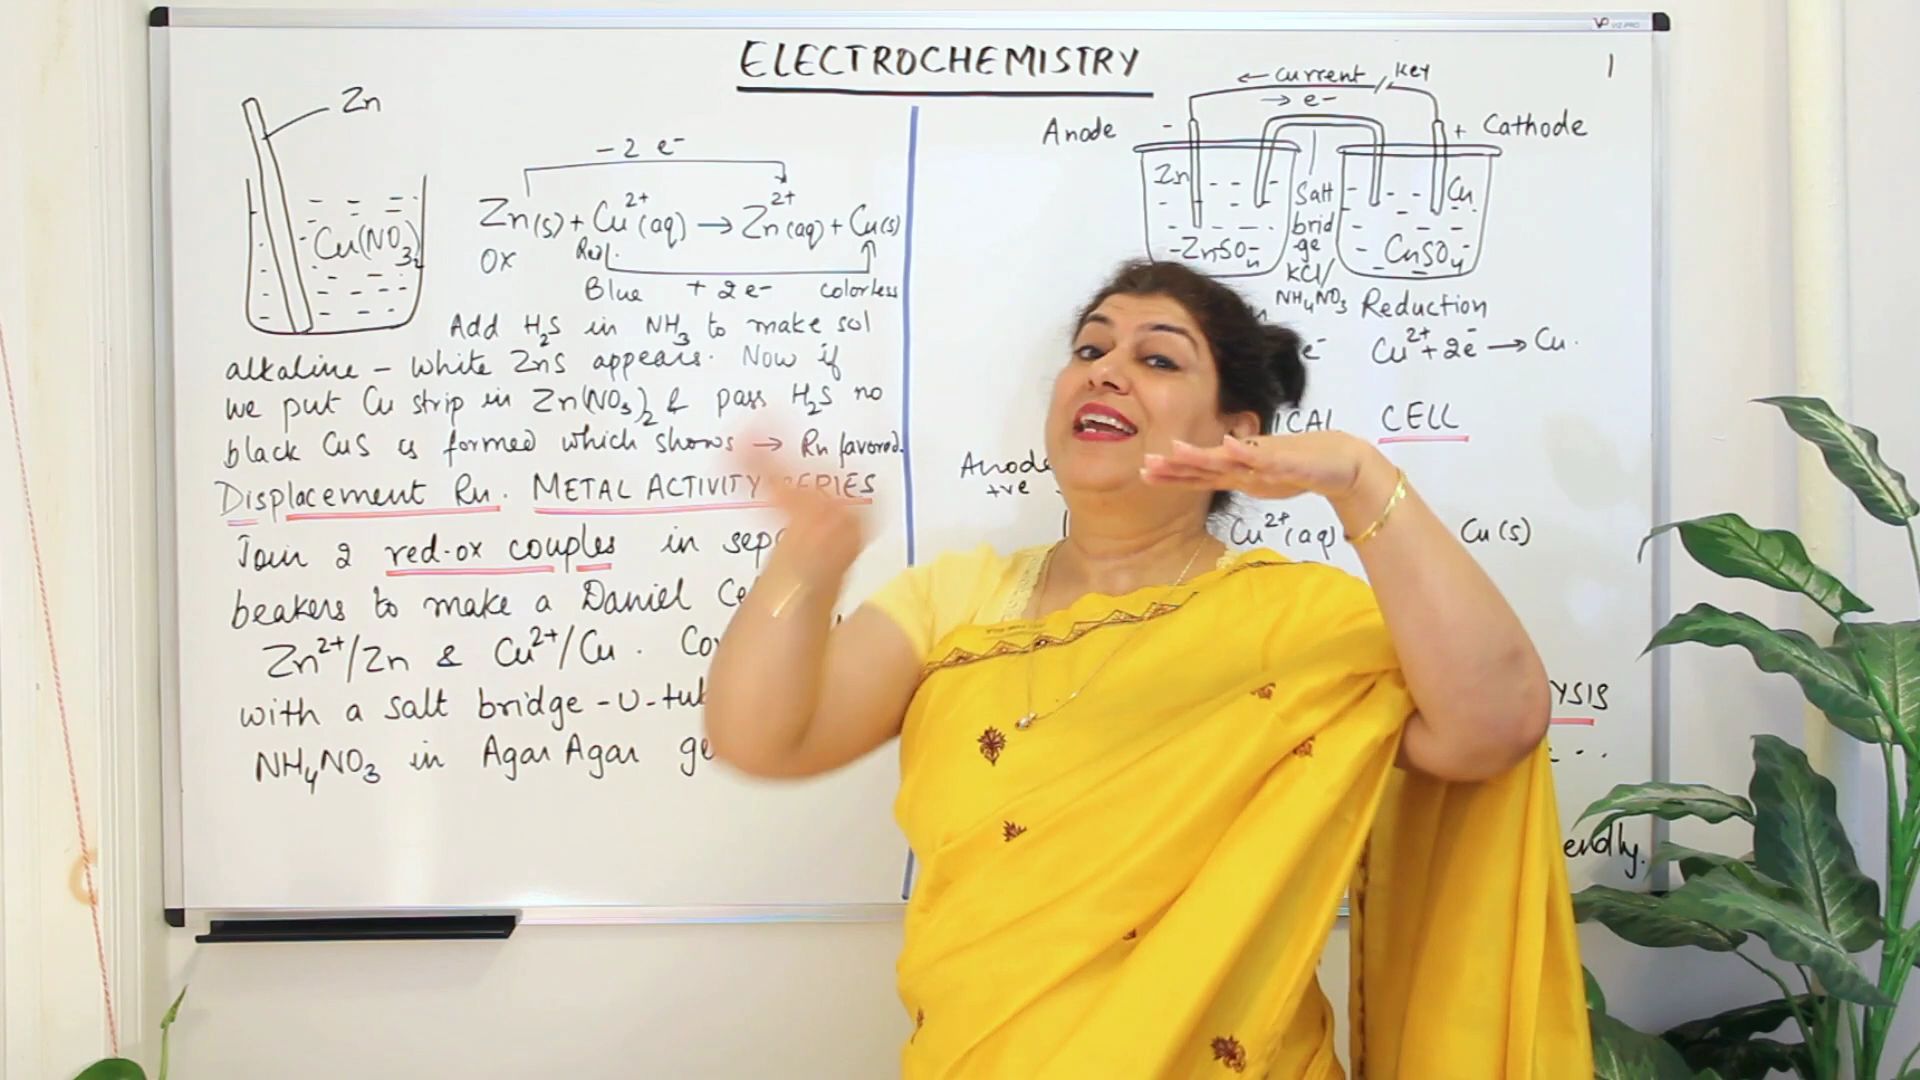 ELECTROCHEMISTRY
1
Zn
Cu(NO3)2
- 2 e-
Zn(s) + Cu2+(aq) → Zn2+(aq) + Cu(s)
OX Red.
Blue + 2e- colorless
Add H2S in NH3 to make sol
alkaline - white ZnS appears. Now if
we put Cu strip in Zn(NO3)2 & pass H2S no
black CuS is formed which shows → Rn favored.
Displacement Rn. METAL ACTIVITY SERIES
Join 2 red-ox couples in
beakers to make a Daniel
Zn2+/Zn & Cu2+/Cu.
with a salt bridge - U-
NH4NO3 in Agar Agar
← current / Key
→ e-
Anode - + Cathode
Zn Cu
Salt
bridge
KCl/
NH4NO3
ZnSO4 CuSO4
Reduction
e- Cu2+ + 2e- → Cu.
CELL
Anode
+ve
Cu2+(aq) Cu(s)